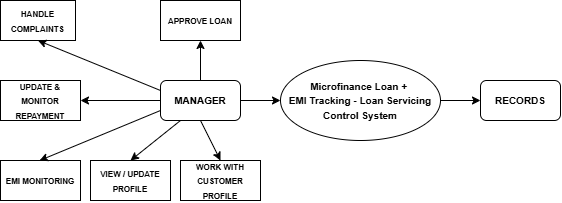 HANDLE
COMPLAINTS
APPROVE LOAN
UPDATE &
MONITOR
REPAYMENT
MANAGER
Microfinance Loan +
EMI Tracking - Loan Servicing
Control System
RECORDS
EMI MONITORING
VIEW / UPDATE
PROFILE
WORK WITH
CUSTOMER
PROFILE